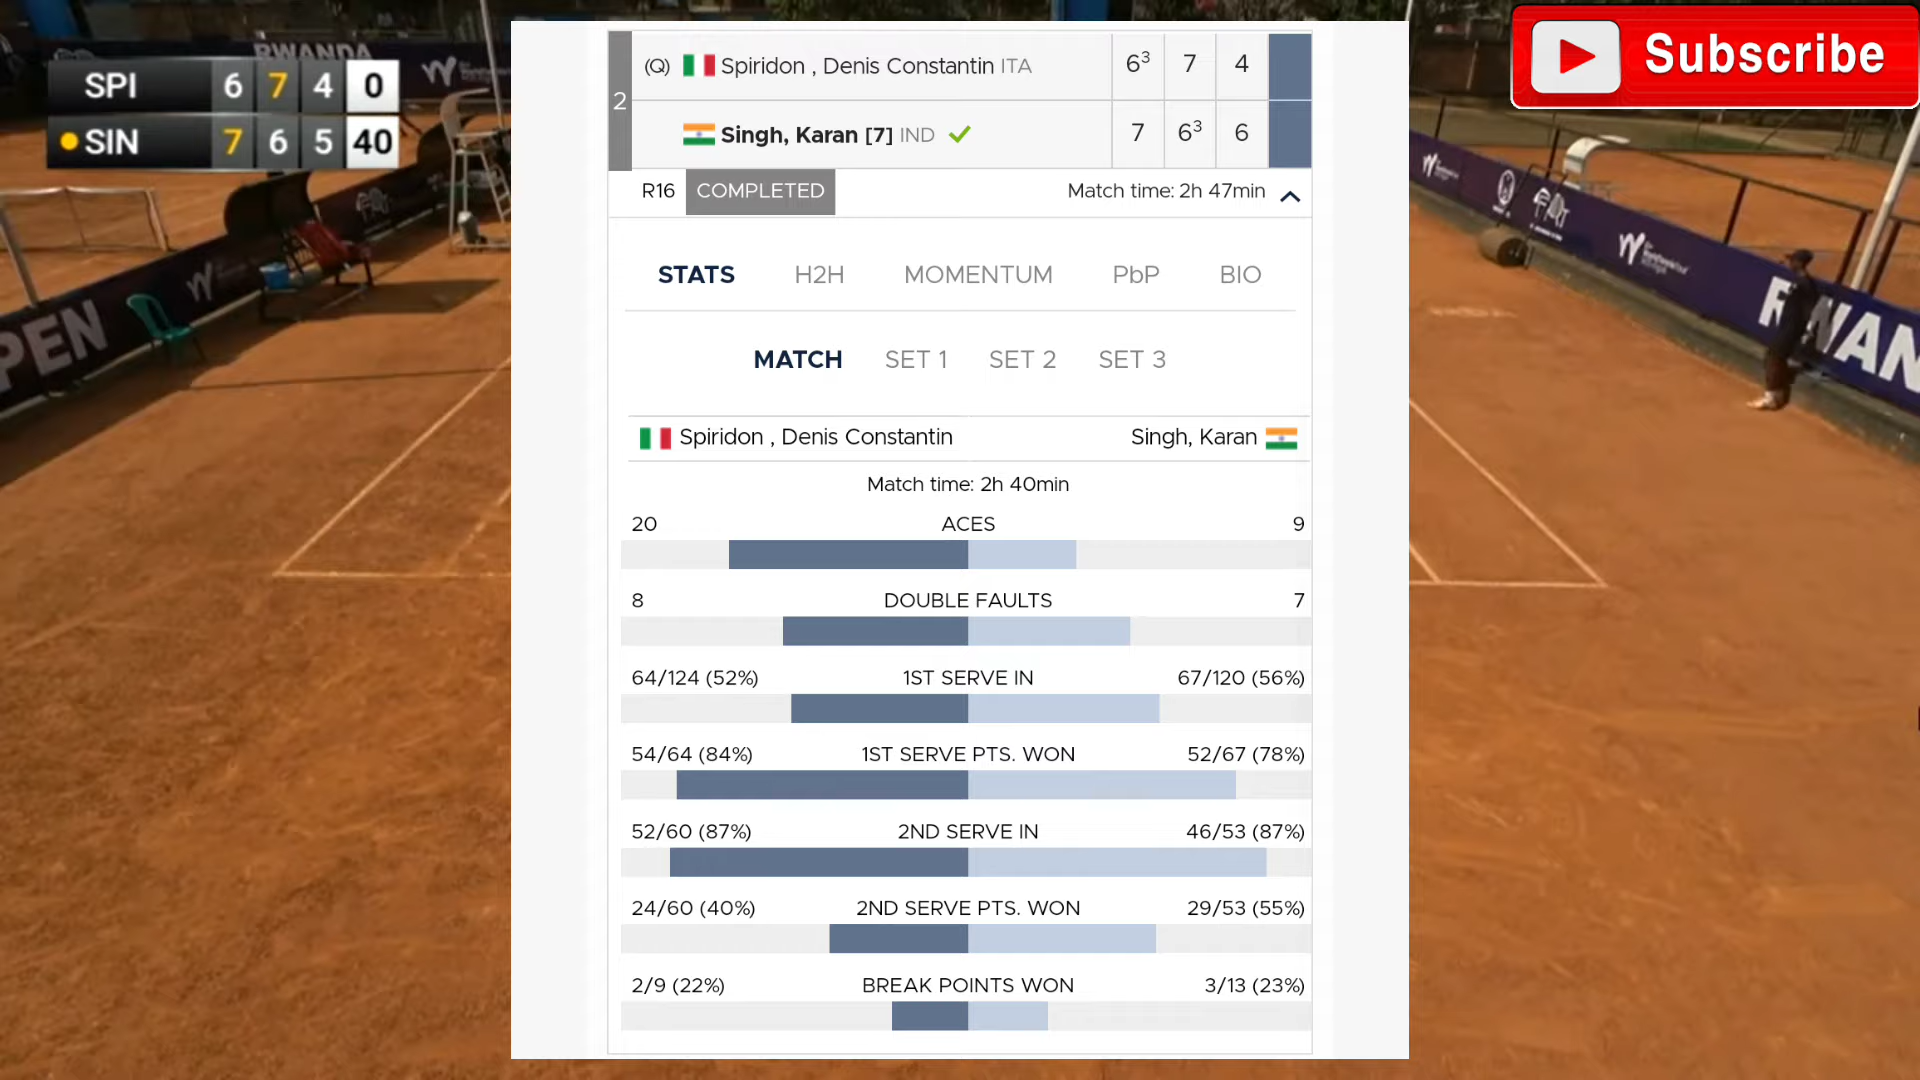 RWANDA
SPI 6 7 4 0
SIN 7 6 5 40
PEN
2
(Q) Spiridon , Denis Constantin ITA 6³ 7 4
Singh, Karan [7] IND 7 6³ 6
R16 COMPLETED Match time: 2h 47min
STATS H2H MOMENTUM PbP BIO
MATCH SET 1 SET 2 SET 3
Spiridon , Denis Constantin Singh, Karan
Match time: 2h 40min
20 ACES 9
8 DOUBLE FAULTS 7
64/124 (52%) 1ST SERVE IN 67/120 (56%)
54/64 (84%) 1ST SERVE PTS. WON 52/67 (78%)
52/60 (87%) 2ND SERVE IN 46/53 (87%)
24/60 (40%) 2ND SERVE PTS. WON 29/53 (55%)
2/9 (22%) BREAK POINTS WON 3/13 (23%)
Subscribe
RWAN